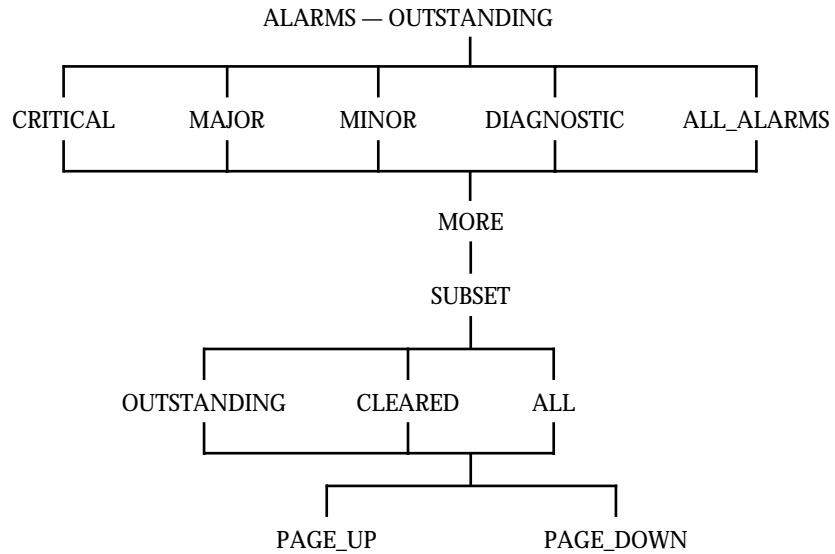 ALARMS — OUTSTANDING
CRITICAL MAJOR MINOR DIAGNOSTIC ALL_ALARMS
MORE
SUBSET
OUTSTANDING CLEARED ALL
PAGE_UP PAGE_DOWN